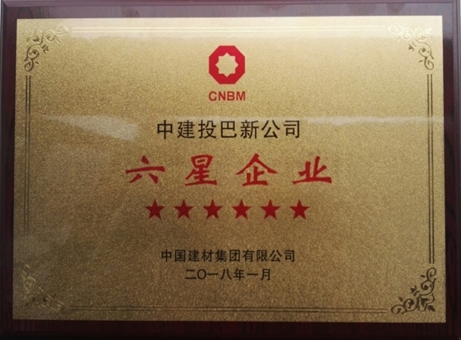 CNBM
中建投巴新公司
六星企业
★★★★★★
中国建材集团有限公司
二〇一八年一月